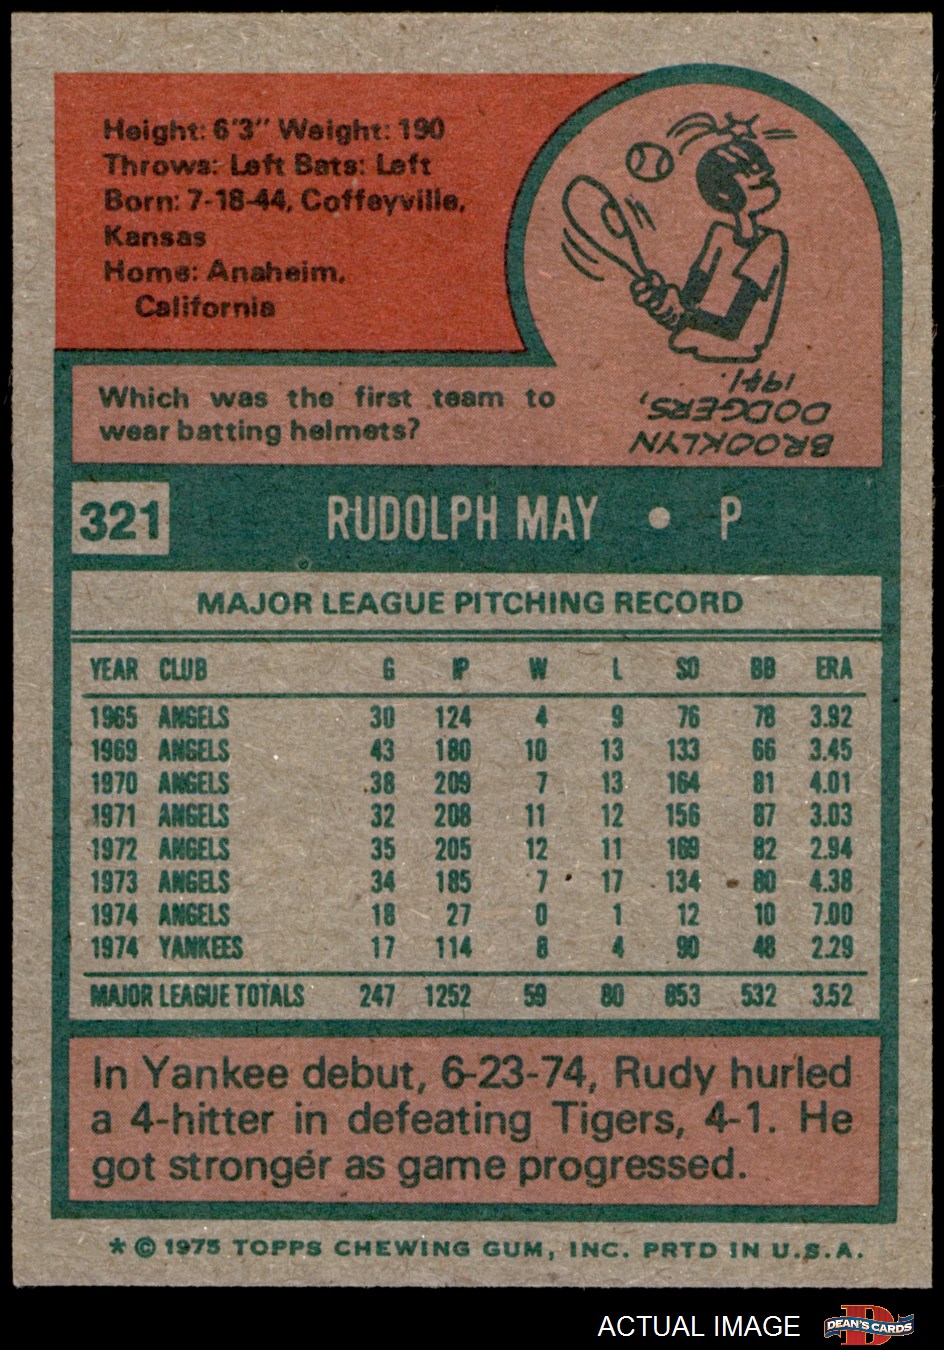 Height: 6'3" Weight: 190
Throws: Left Bats: Left
Born: 7-18-44, Coffeyville,
Kansas
Home: Anaheim,
California
Which was the first team to
wear batting helmets?
BROOKLYN
DODGERS,
1941.
321 RUDOLPH MAY • P
MAJOR LEAGUE PITCHING RECORD
YEAR CLUB G IP W L SO BB ERA
1965 ANGELS 30 124 4 9 76 78 3.92
1969 ANGELS 43 180 10 13 133 66 3.45
1970 ANGELS 38 209 7 13 164 81 4.01
1971 ANGELS 32 208 11 12 156 87 3.03
1972 ANGELS 35 205 12 11 169 82 2.94
1973 ANGELS 34 185 7 17 134 80 4.38
1974 ANGELS 18 27 0 1 12 10 7.00
1974 YANKEES 17 114 8 4 90 48 2.29
MAJOR LEAGUE TOTALS 247 1252 59 80 853 532 3.52
In Yankee debut, 6-23-74, Rudy hurled
a 4-hitter in defeating Tigers, 4-1. He
got stronger as game progressed.
* © 1975 TOPPS CHEWING GUM, INC. PRTD IN U.S.A.
ACTUAL IMAGE DEAN'S CARDS